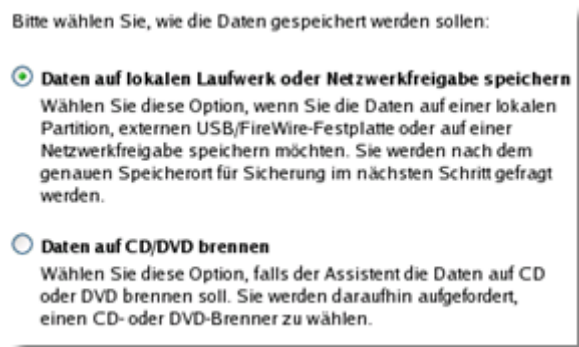 Bitte wählen Sie, wie die Daten gespeichert werden sollen:
Daten auf lokalen Laufwerk oder Netzwerkfreigabe speichern
Wählen Sie diese Option, wenn Sie die Daten auf einer lokalen
Partition, externen USB/FireWire-Festplatte oder auf einer
Netzwerkfreigabe speichern möchten. Sie werden nach dem
genauen Speicherort für Sicherung im nächsten Schritt gefragt
werden.
Daten auf CD/DVD brennen
Wählen Sie diese Option, falls der Assistent die Daten auf CD
oder DVD brennen soll. Sie werden daraufhin aufgefordert,
einen CD- oder DVD-Brenner zu wählen.